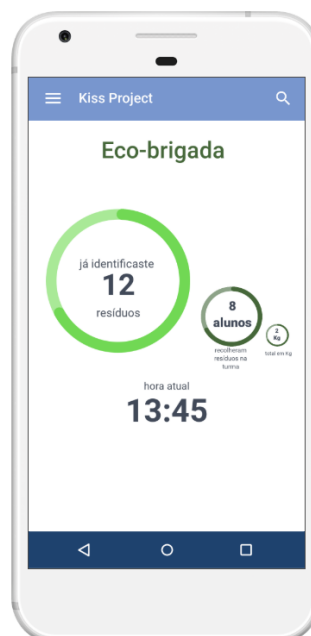 Kiss Project
Eco-brigada
já identificaste
12
resíduos
8
alunos
recolheram
resíduos na
turma
2
Kg
total em Kg
hora atual
13:45